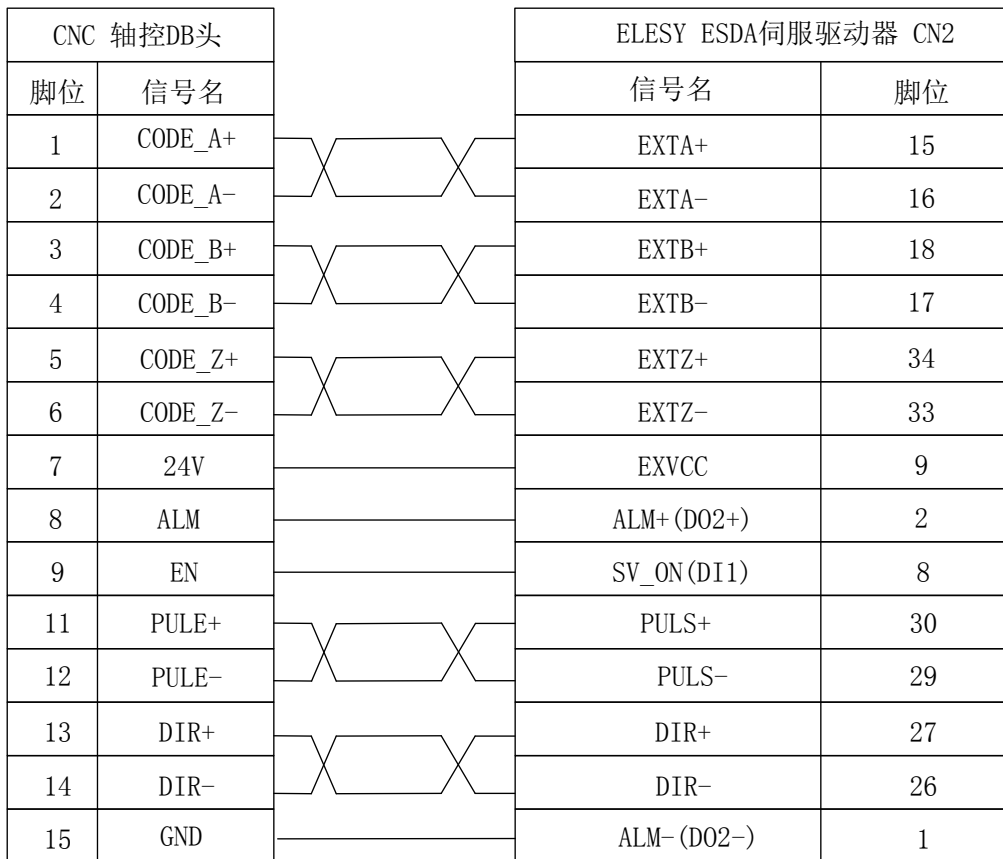 CNC 轴控DB头 ELESY ESDA伺服驱动器 CN2
脚位 信号名 信号名 脚位
1 CODE_A+ EXTA+ 15
2 CODE_A- EXTA- 16
3 CODE_B+ EXTB+ 18
4 CODE_B- EXTB- 17
5 CODE_Z+ EXTZ+ 34
6 CODE_Z- EXTZ- 33
7 24V EXVCC 9
8 ALM ALM+(DO2+) 2
9 EN SV_ON(DI1) 8
11 PULE+ PULS+ 30
12 PULE- PULS- 29
13 DIR+ DIR+ 27
14 DIR- DIR- 26
15 GND ALM-(DO2-) 1